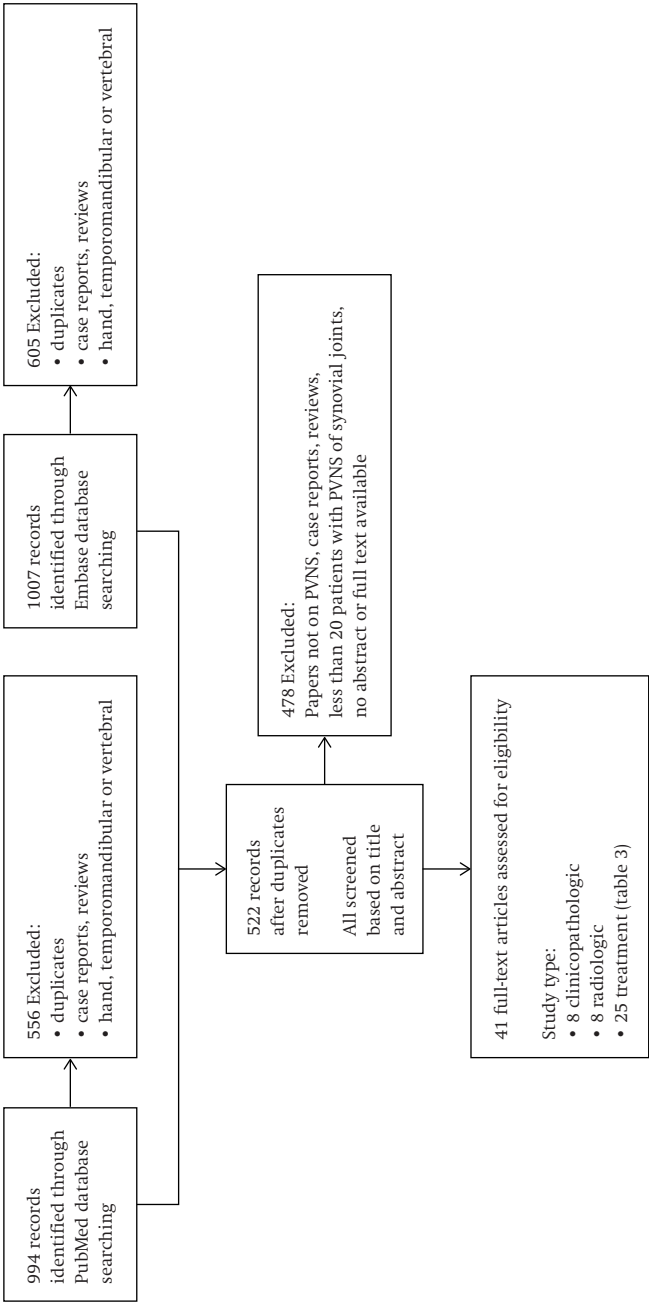 994 records
identified through
PubMed database
searching
556 Excluded:
• duplicates
• case reports, reviews
• hand, temporomandibular or vertebral
1007 records
identified through
Embase database
searching
605 Excluded:
• duplicates
• case reports, reviews
• hand, temporomandibular or vertebral
522 records
after duplicates
removed
All screened
based on title
and abstract
478 Excluded:
Papers not on PVNS, case reports, reviews,
less than 20 patients with PVNS of synovial joints,
no abstract or full text available
41 full-text articles assessed for eligibility
Study type:
• 8 clinicopathologic
• 8 radiologic
• 25 treatment (table 3)